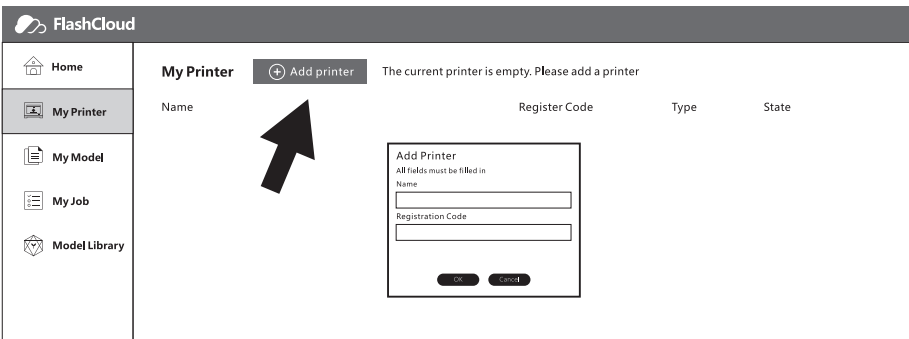 FlashCloud
Home
My Printer
My Model
My Job
Model Library
My Printer
Add printer
The current printer is empty. Please add a printer
Name
Register Code
Type
State
Add Printer
All fields must be filled in
Name
Registration Code
OK
Cancel